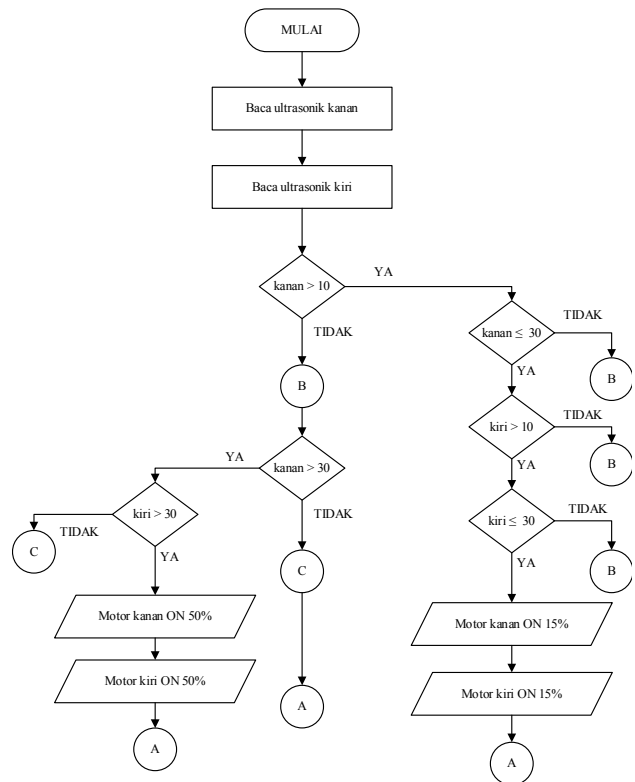 MULAI
Baca ultrasonik kanan
Baca ultrasonik kiri
kanan > 10
YA
TIDAK
kanan ≤ 30
TIDAK
B
YA
B
kiri > 10
TIDAK
B
YA
kanan > 30
YA
TIDAK
kiri > 30
TIDAK
C
YA
C
kiri ≤ 30
TIDAK
B
YA
Motor kanan ON 50%
Motor kiri ON 50%
A
A
Motor kanan ON 15%
Motor kiri ON 15%
A